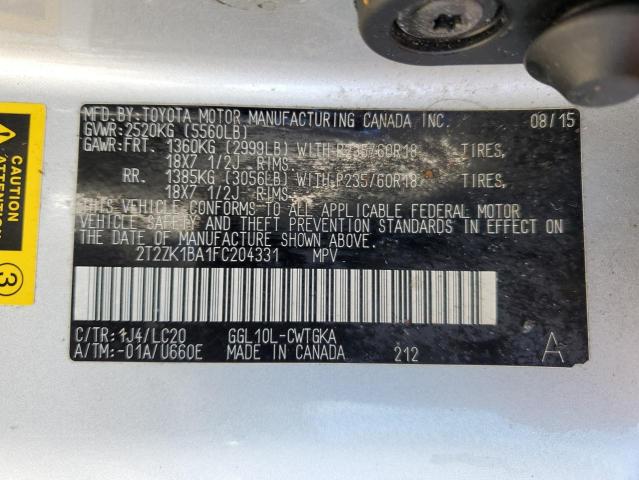 MFD.BY:TOYOTA MOTOR MANUFACTURING CANADA INC. 08/15
GVWR:2520KG (5560LB)
GAWR:FRT. 1360KG (2999LB) WITH P235/60R18 TIRES,
18X7 1/2J RIMS.
RR. 1385KG (3056LB) WITH P235/60R18 TIRES,
18X7 1/2J RIMS.
THIS VEHICLE CONFORMS TO ALL APPLICABLE FEDERAL MOTOR
VEHICLE SAFETY AND THEFT PREVENTION STANDARDS IN EFFECT
ON THE DATE OF MANUFACTURE SHOWN ABOVE.
2T2ZK1BA1FC204331 MPV
C/TR: 1J4/LC20 GGL10L-CWTGKA
A/TM:-01A/U660E MADE IN CANADA 212 A
CAUTION
ATTENTION
3